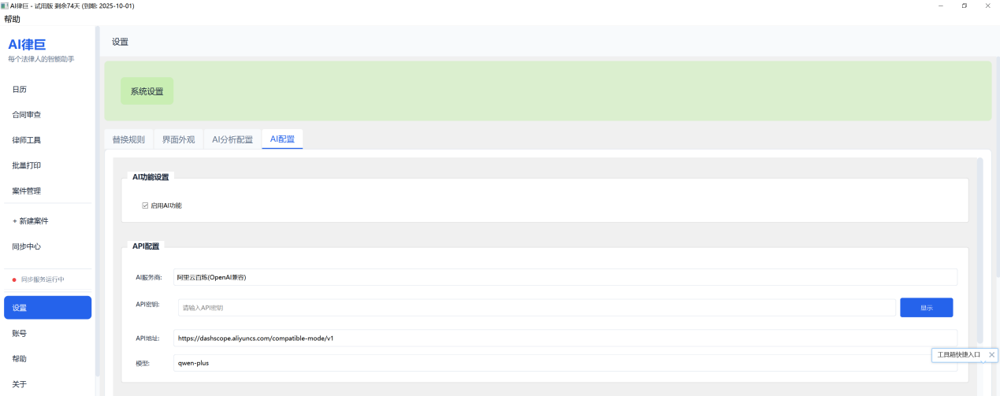 AI律巨 - 试用版 剩余74天 (到期: 2025-10-01)
帮助
AI律巨
每个法律人的智能助手
日历
合同审查
律师工具
批量打印
案件管理
+ 新建案件
同步中心
同步服务运行中
设置
账号
帮助
关于
设置
系统设置
替换规则 界面外观 AI分析配置 AI配置
AI功能设置
启用AI功能
API配置
AI服务商: 阿里云百炼(OpenAI兼容)
API密钥: 请输入API密钥 显示
API地址: https://dashscope.aliyuncs.com/compatible-mode/v1
模型: qwen-plus
工具箱快捷入口